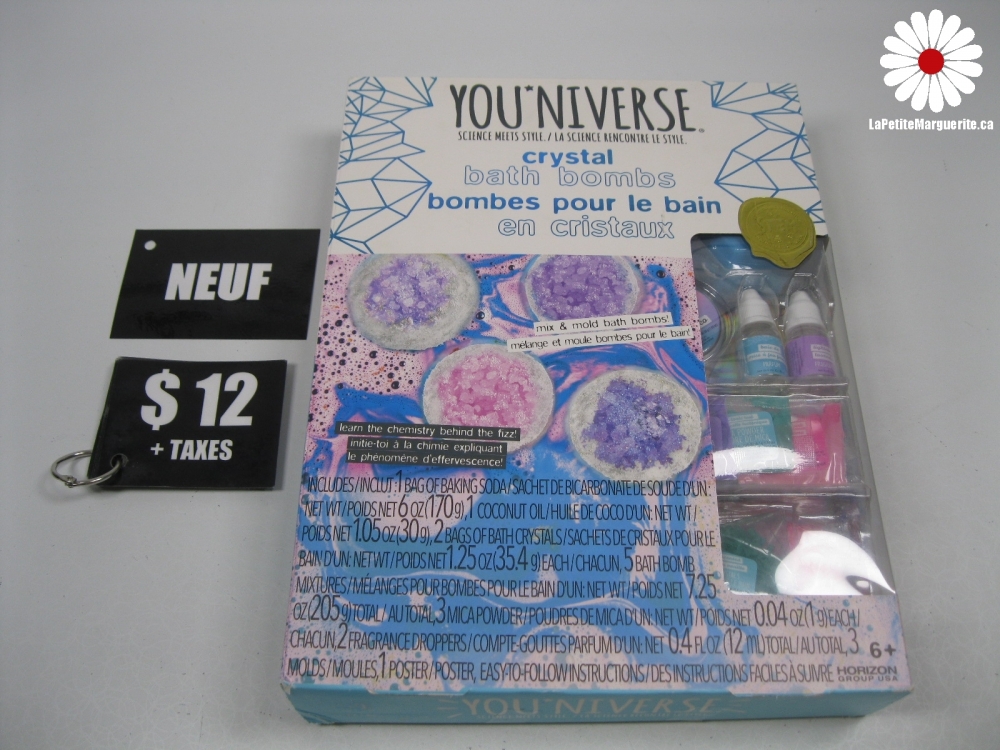 LaPetiteMarguerite.ca
YOU*NIVERSE®
SCIENCE MEETS STYLE. / LA SCIENCE RENCONTRE LE STYLE.
crystal
bath bombs
bombes pour le bain
en cristaux
NEUF
$ 12
+ TAXES
mix & mold bath bombs!
mélange et moule bombes pour le bain!
learn the chemistry behind the fizz!
initie-toi à la chimie expliquant
le phénomène d'effervescence!
INCLUDES / INCLUT : 1 BAG OF BAKING SODA / SACHET DE BICARBONATE DE SOUDE D'UN :
NET WT / POIDS NET 6 OZ (170 g), 1 COCONUT OIL / HUILE DE COCO D'UN: NET WT /
POIDS NET 1.05 OZ (30 g), 2 BAGS OF BATH CRYSTALS / SACHETS DE CRISTAUX POUR LE
BAIN D'UN: NET WT / POIDS NET 1.25 OZ (35.4 g) EACH / CHACUN, 5 BATH BOMB
MIXTURES / MÉLANGES POUR BOMBES POUR LE BAIN D'UN: NET WT / POIDS NET 7.25
OZ (205 g) TOTAL / AU TOTAL, 3 MICA POWDER / POUDRES DE MICA D'UN: NET WT / POIDS NET 0.04 OZ (1 g) EACH /
CHACUN, 2 FRAGRANCE DROPPERS / COMPTE-GOUTTES PARFUM D'UN: NET 0.4 FL OZ (12 mL) TOTAL / AU TOTAL, 3
MOLDS / MOULES, 1 POSTER / POSTER, EASY-TO-FOLLOW INSTRUCTIONS / DES INSTRUCTIONS FACILES À SUIVRE
6+
HORIZON
GROUP USA
YOU*NIVERSE